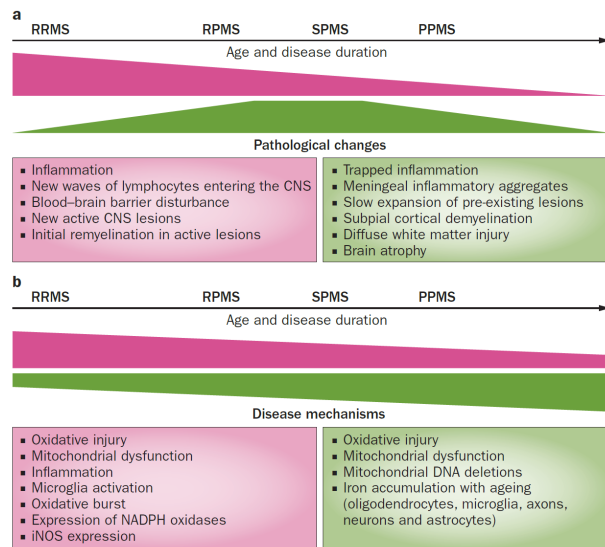 a
RRMS RPMS SPMS PPMS
Age and disease duration
Pathological changes
▪ Inflammation
▪ New waves of lymphocytes entering the CNS
▪ Blood–brain barrier disturbance
▪ New active CNS lesions
▪ Initial remyelination in active lesions
▪ Trapped inflammation
▪ Meningeal inflammatory aggregates
▪ Slow expansion of pre-existing lesions
▪ Subpial cortical demyelination
▪ Diffuse white matter injury
▪ Brain atrophy
b
RRMS RPMS SPMS PPMS
Age and disease duration
Disease mechanisms
▪ Oxidative injury
▪ Mitochondrial dysfunction
▪ Inflammation
▪ Microglia activation
▪ Oxidative burst
▪ Expression of NADPH oxidases
▪ iNOS expression
▪ Oxidative injury
▪ Mitochondrial dysfunction
▪ Mitochondrial DNA deletions
▪ Iron accumulation with ageing
(oligodendrocytes, microglia, axons,
neurons and astrocytes)